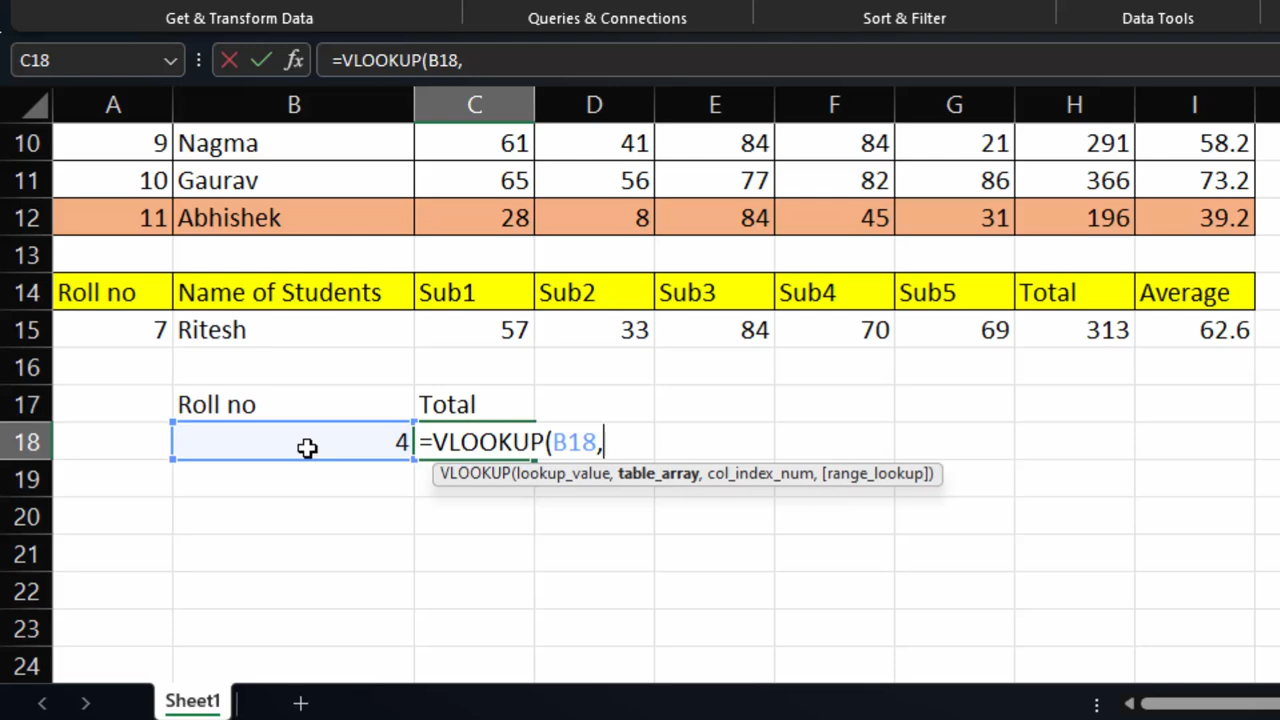 Get & Transform Data Queries & Connections Sort & Filter Data Tools
C18 fx =VLOOKUP(B18,
A B C D E F G H I
10 9 Nagma 61 41 84 84 21 291 58.2
11 10 Gaurav 65 56 77 82 86 366 73.2
12 11 Abhishek 28 8 84 45 31 196 39.2
13
14 Roll no Name of Students Sub1 Sub2 Sub3 Sub4 Sub5 Total Average
15 7 Ritesh 57 33 84 70 69 313 62.6
16
17 Roll no Total
18 4 =VLOOKUP(B18,
19 VLOOKUP(lookup_value, table_array, col_index_num, [range_lookup])
20
21
22
23
24
Sheet1